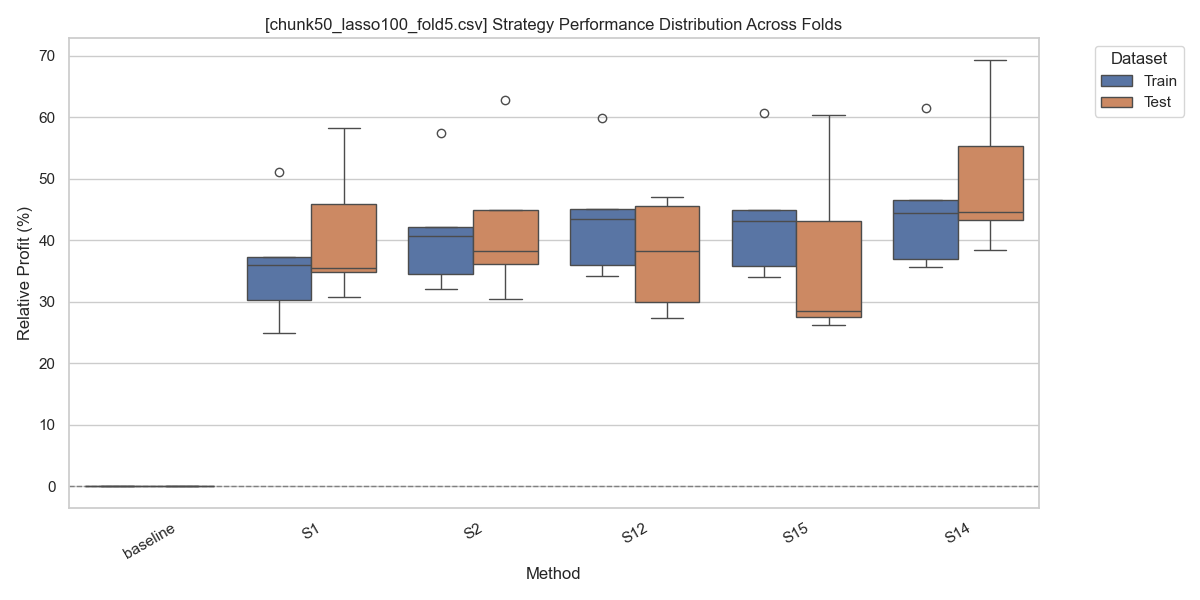 [chunk50_lasso100_fold5.csv] Strategy Performance Distribution Across Folds
Dataset
Train
Test
Relative Profit (%)
70
60
50
40
30
20
10
0
baseline
S1
S2
S12
S15
S14
Method